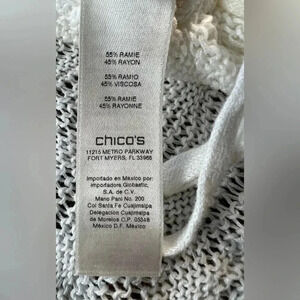 55% RAMIE
45% RAYON
55% RAMIO
45% VISCOSA
55% RAMIE
45% RAYONNE
chico's
11215 METRO PARKWAY
FORT MYERS, FL 33966
Importado en México por:
importadora Globastic,
S.A. de C.V.
Mario Pani No. 200
Col Santa Fe Cuajimalpa
Delegación Cuajimalpa
de Morelos C.P. 05348
México D.F. México